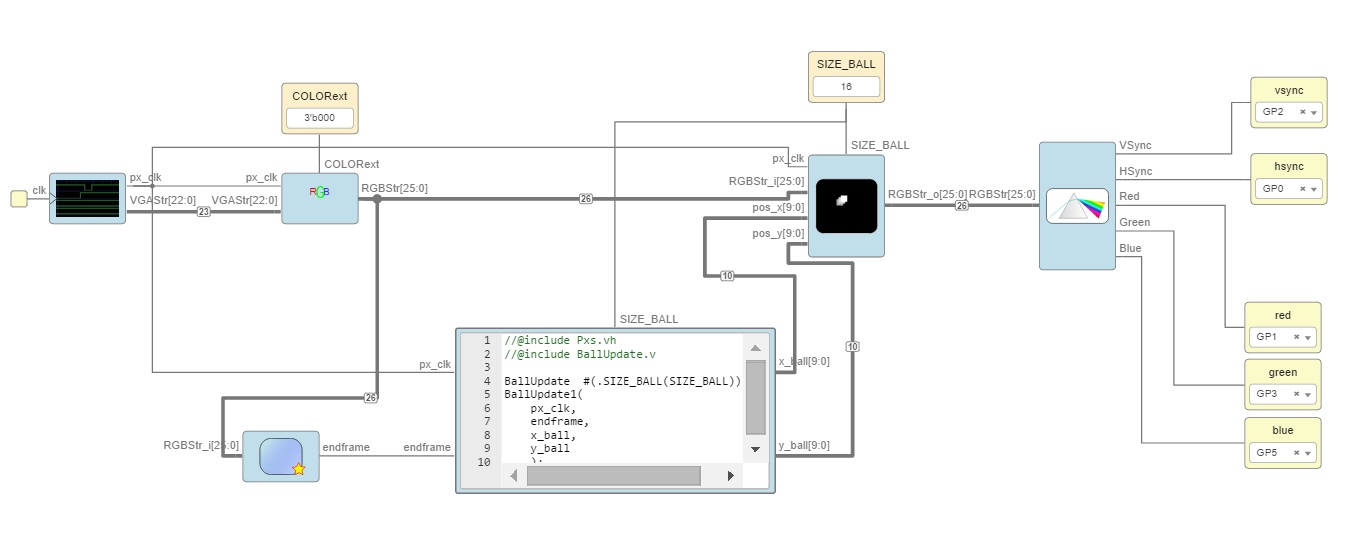 SIZE_BALL
16
vsync
GP2
COLORext
3'b000
SIZE_BALL
VSync
px_clk
hsync
GP0
COLORext
HSync
clk
px_clk
px_clk
RGBStr_i[25:0]
RGBStr[25:0]
RGB
VGAStr[22:0]
23
VGAStr[22:0]
26
RGBStr_o[25:0]
RGBStr[25:0]
26
Red
pos_x[9:0]
Green
pos_y[9:0]
Blue
10
red
GP1
SIZE_BALL
10
1 //@include Pxs.vh
2 //@include BallUpdate.v
3
4 BallUpdate #(.SIZE_BALL(SIZE_BALL))
5 BallUpdate1(
6 px_clk,
7 endframe,
8 x_ball,
9 y_ball
10 );
px_clk
x_ball[9:0]
green
GP3
26
RGBStr_i[25:0]
endframe
endframe
y_ball[9:0]
blue
GP5